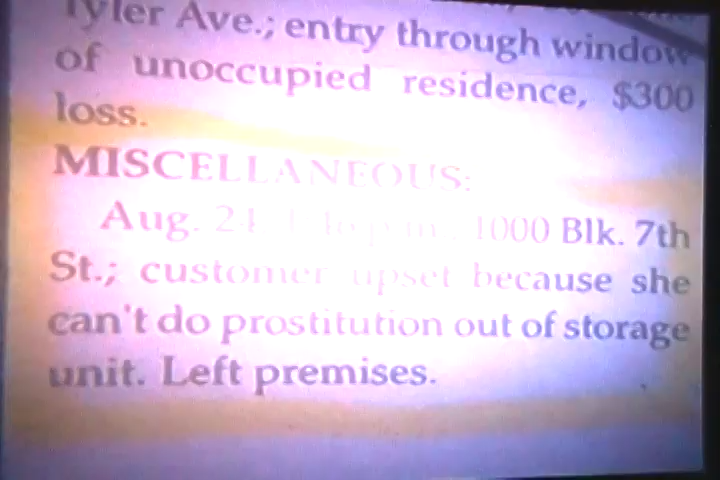 Tyler Ave.; entry through window
of unoccupied residence, $300
loss.
MISCELLANEOUS:
Aug. 24 1000 Blk. 7th
St.; customer upset because she
can't do prostitution out of storage
unit. Left premises.